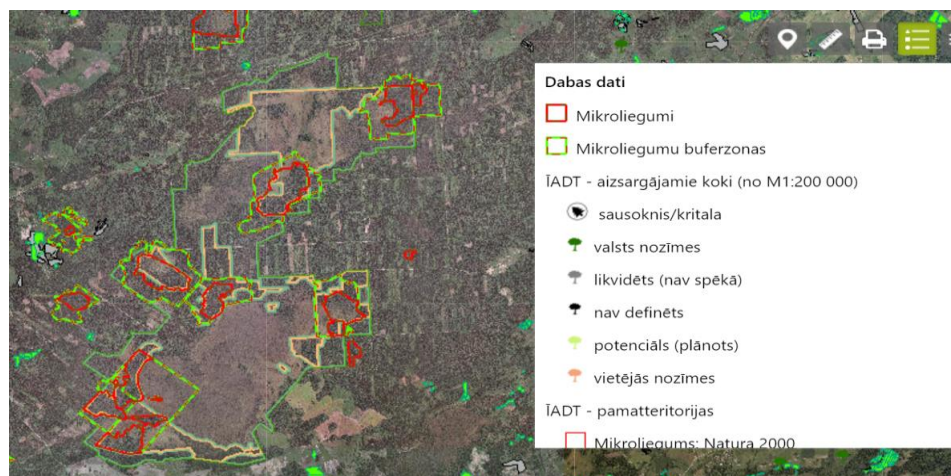 Dabas dati
Mikroliegumi
Mikroliegumu buferzonas
ĪADT - aizsargājamie koki (no M1:200 000)
sausoknis/kritala
valsts nozīmes
likvidēts (nav spēkā)
nav definēts
potenciāls (plānots)
vietējās nozīmes
ĪADT - pamatteritorijas
Mikroliegums: Natura 2000